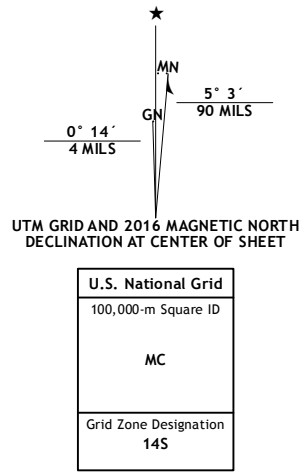 MN
GN
5° 3´
90 MILS
0° 14´
4 MILS
UTM GRID AND 2016 MAGNETIC NORTH
DECLINATION AT CENTER OF SHEET
U.S. National Grid
100,000-m Square ID
MC
Grid Zone Designation
14S